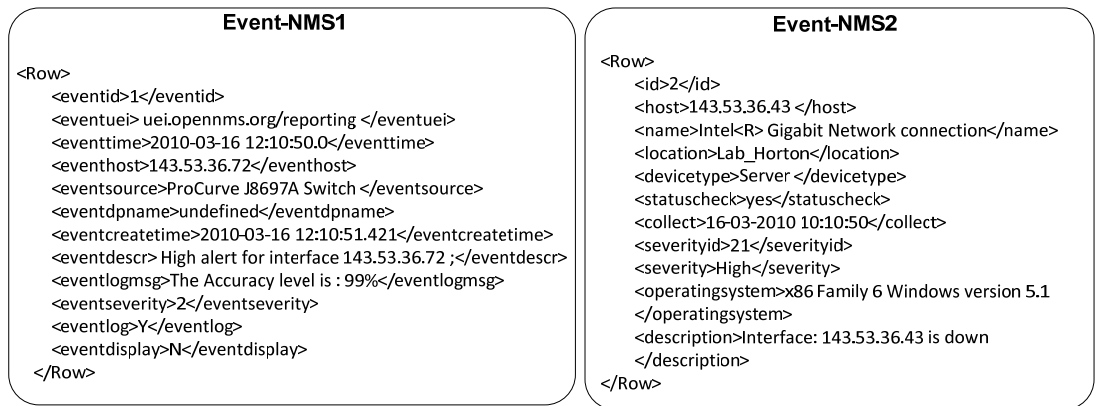 Event-NMS1
<Row>
<eventid>1</eventid>
<eventuei> uei.opennms.org/reporting </eventuei>
<eventtime>2010-03-16 12:10:50.0</eventtime>
<eventhost>143.53.36.72</eventhost>
<eventsource>ProCurve J8697A Switch </eventsource>
<eventdpname>undefined</eventdpname>
<eventcreatetime>2010-03-16 12:10:51.421</eventcreatetime>
<eventdescr> High alert for interface 143.53.36.72 ;</eventdescr>
<eventlogmsg>The Accuracy level is : 99%</eventlogmsg>
<eventseverity>2</eventseverity>
<eventlog>Y</eventlog>
<eventdisplay>N</eventdisplay>
</Row>
Event-NMS2
<Row>
<id>2</id>
<host>143.53.36.43 </host>
<name>Intel<R> Gigabit Network connection</name>
<location>Lab_Horton</location>
<devicetype>Server </devicetype>
<statuscheck>yes</statuscheck>
<collect>16-03-2010 10:10:50</collect>
<severityid>21</severityid>
<severity>High</severity>
<operatingsystem>x86 Family 6 Windows version 5.1
</operatingsystem>
<description>Interface: 143.53.36.43 is down
</description>
</Row>